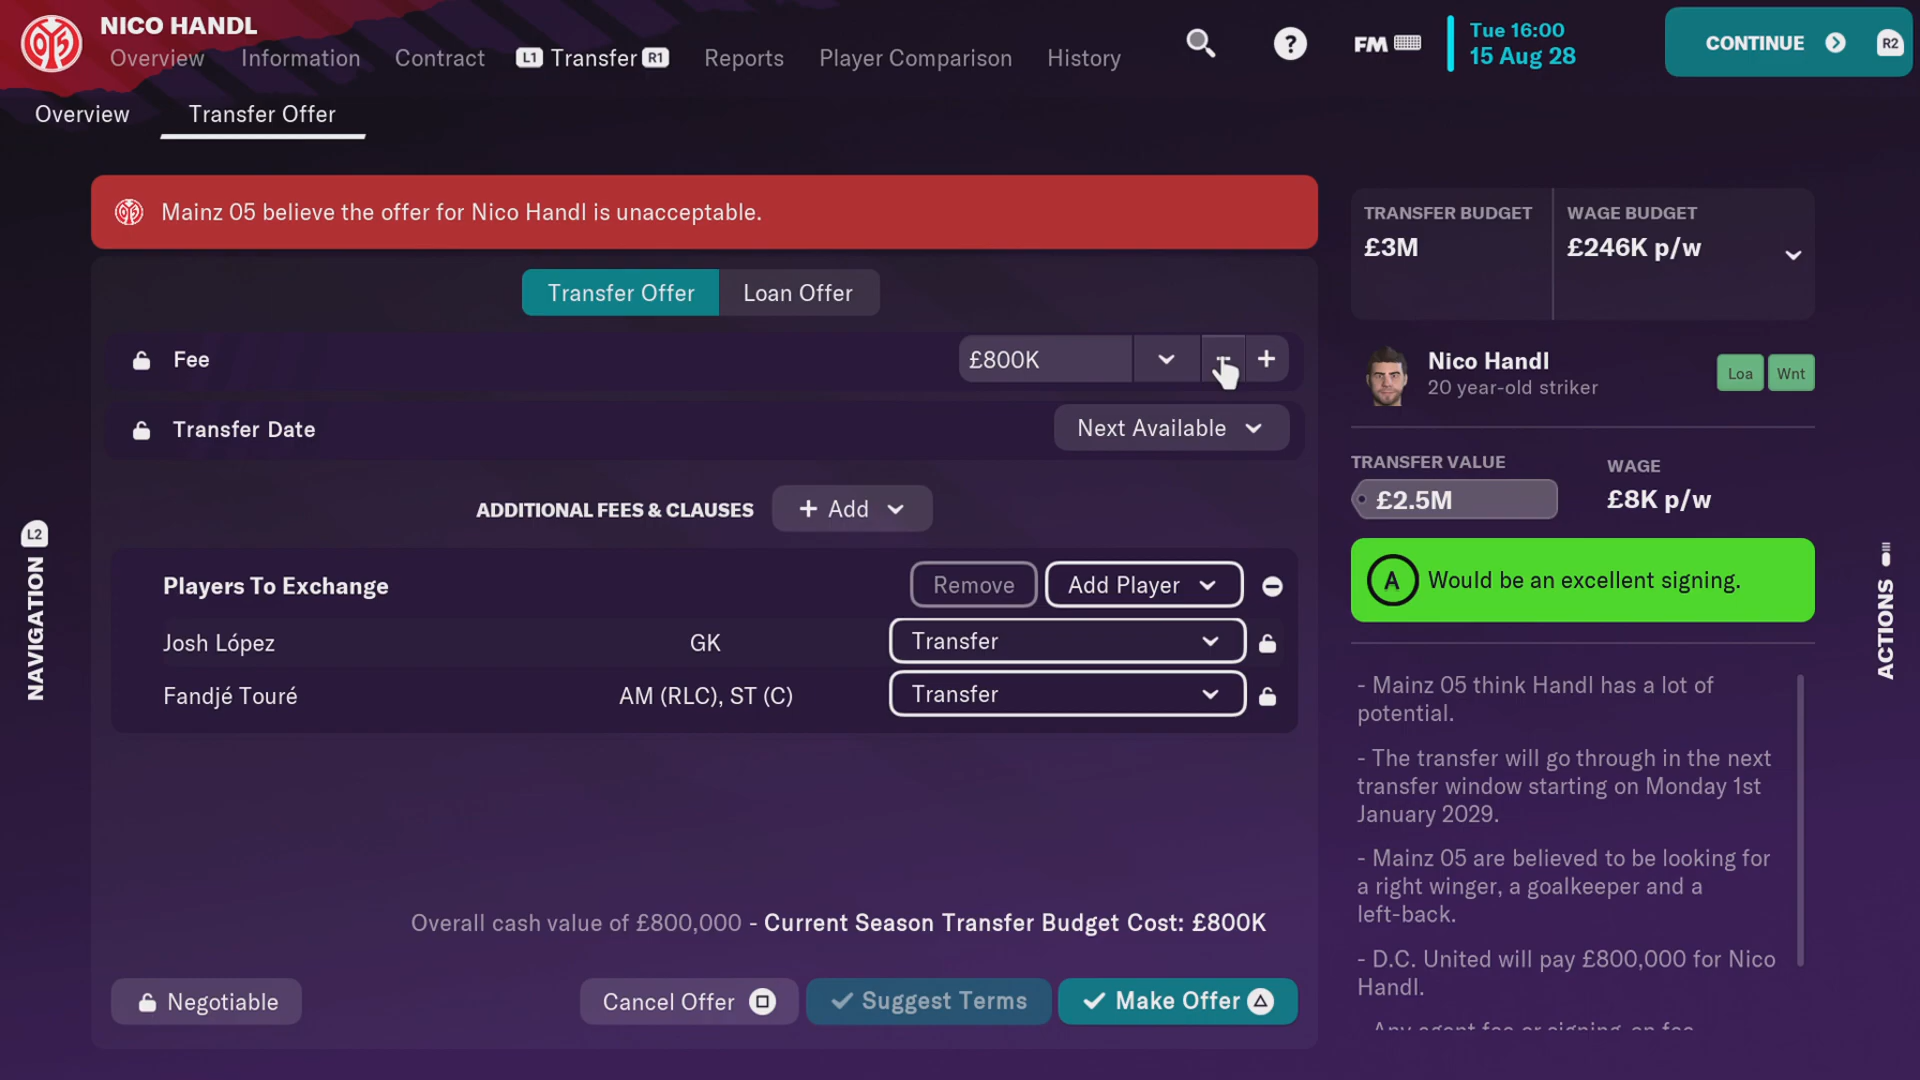 NICO HANDL
Overview Information Contract L1 Transfer R1 Reports Player Comparison History
? FM Tue 16:00
15 Aug 28
CONTINUE R2
Overview Transfer Offer
Mainz 05 believe the offer for Nico Handl is unacceptable.
Transfer Offer Loan Offer
Fee £800K - +
Transfer Date Next Available
ADDITIONAL FEES & CLAUSES + Add
Players To Exchange Remove Add Player
Josh López GK Transfer
Fandjé Touré AM (RLC), ST (C) Transfer
Overall cash value of £800,000 - Current Season Transfer Budget Cost: £800K
Negotiable Cancel Offer Suggest Terms Make Offer
L2
NAVIGATION
TRANSFER BUDGET WAGE BUDGET
£3M £246K p/w
Nico Handl
20 year-old striker
Loa Wnt
TRANSFER VALUE WAGE
£2.5M £8K p/w
A Would be an excellent signing.
- Mainz 05 think Handl has a lot of
potential.
- The transfer will go through in the next
transfer window starting on Monday 1st
January 2029.
- Mainz 05 are believed to be looking for
a right winger, a goalkeeper and a
left-back.
- D.C. United will pay £800,000 for Nico
Handl.
- Any agent fee or signing-on fee
ACTIONS